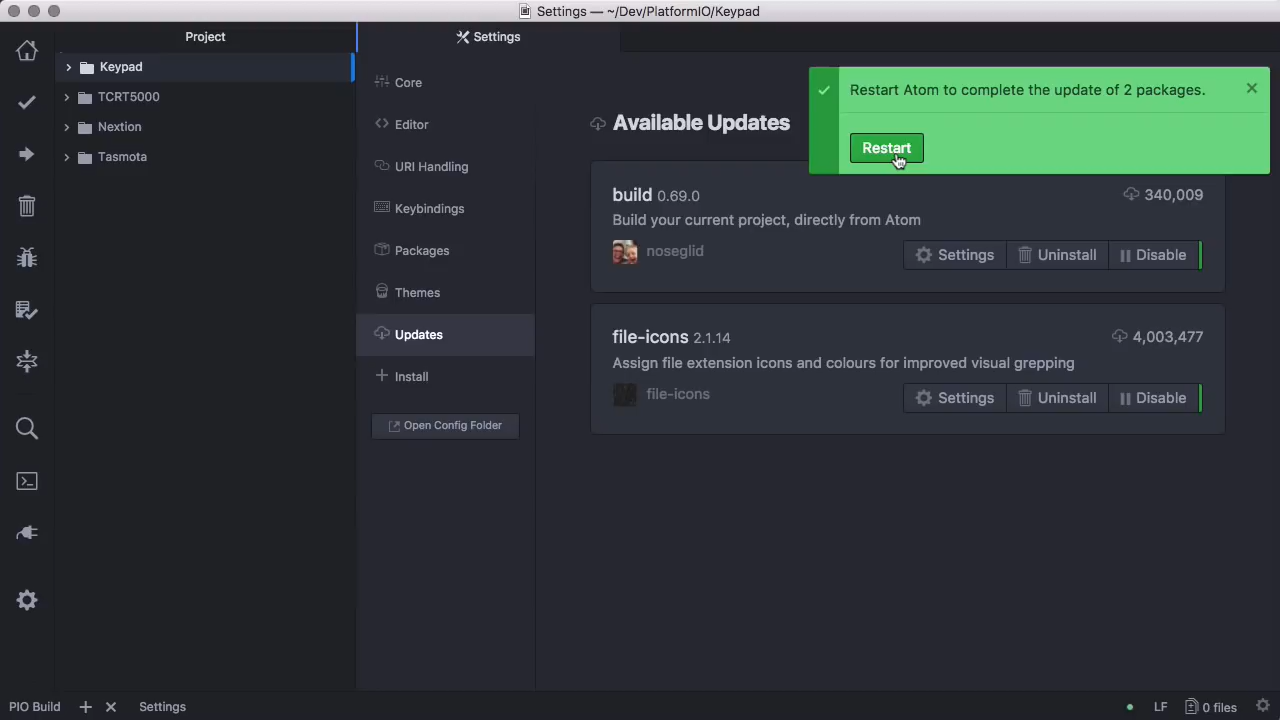 Settings — ~/Dev/PlatformIO/Keypad
Project
Keypad
TCRT5000
Nextion
Tasmota
Settings
Core
Editor
URI Handling
Keybindings
Packages
Themes
Updates
Install
Open Config Folder
Available Updates
Restart Atom to complete the update of 2 packages.
Restart
build 0.69.0
340,009
Build your current project, directly from Atom
noseglid
Settings
Uninstall
Disable
file-icons 2.1.14
4,003,477
Assign file extension icons and colours for improved visual grepping
file-icons
Settings
Uninstall
Disable
PIO Build
Settings
LF
0 files